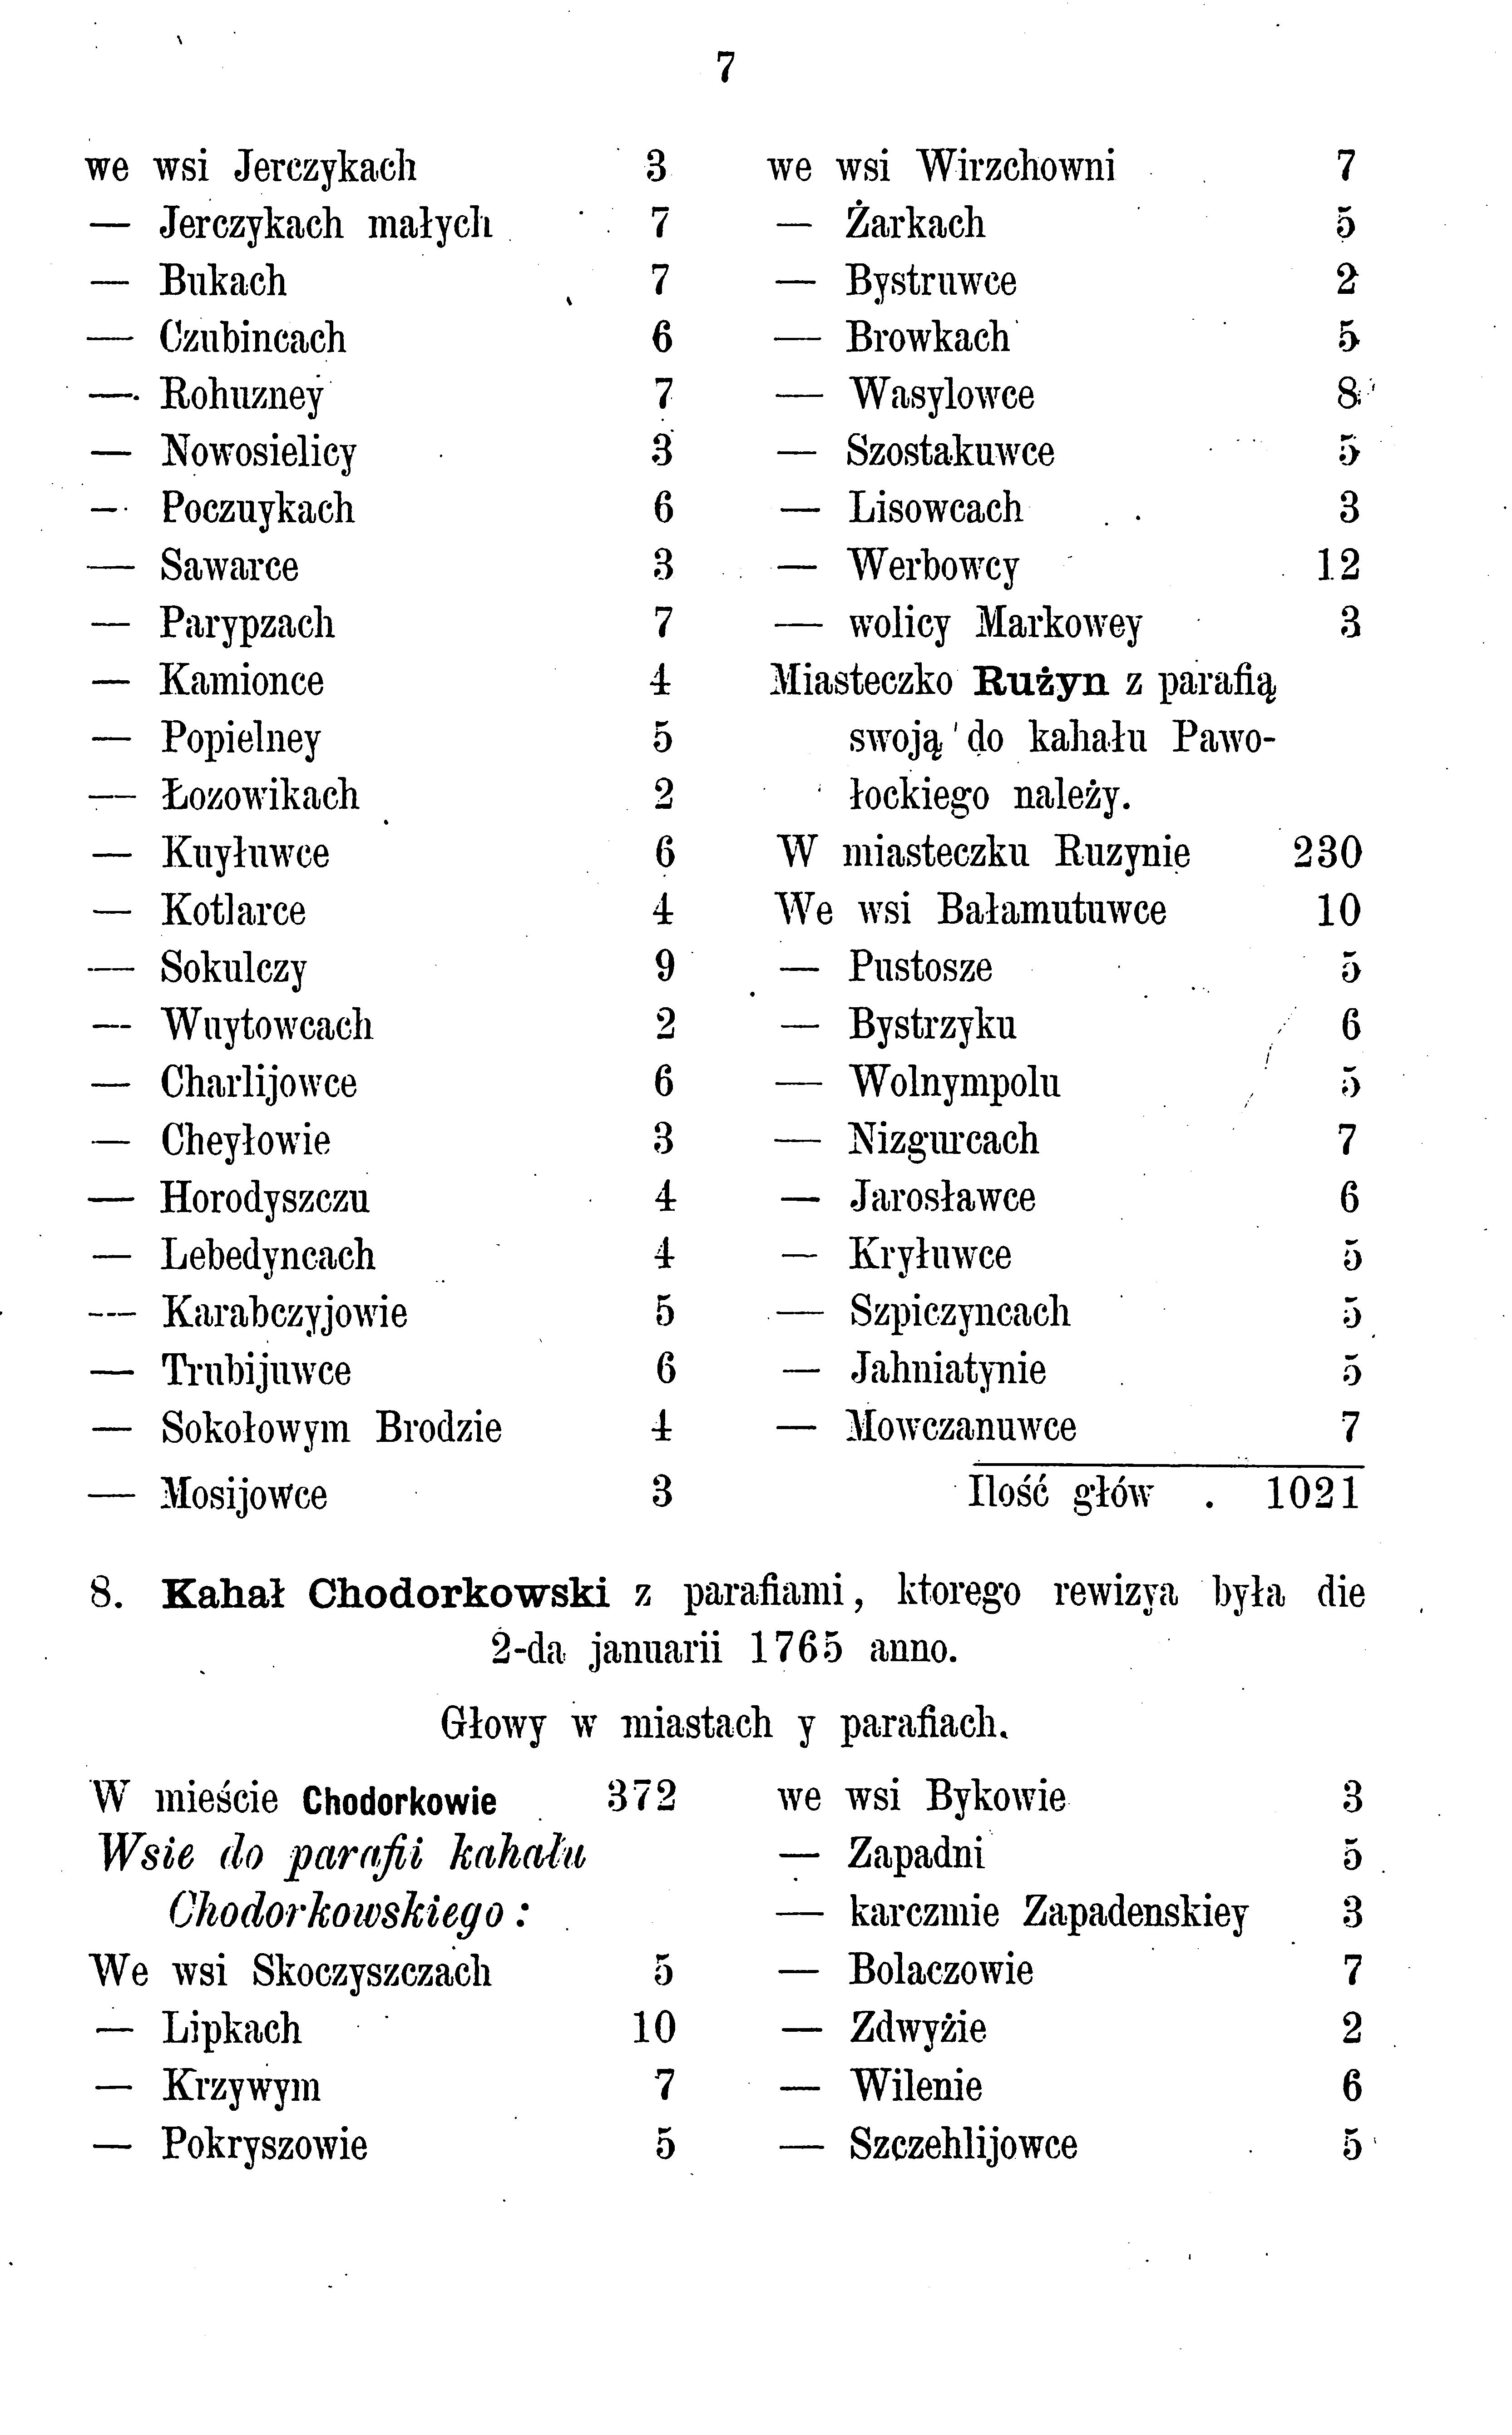 7
we wsi Jerczykach 3
— Jerczykach małych 7
— Bukach 7
— Czubincach 6
— Rohuzney 7
— Nowosielicy 3
— Poczuykach 6
— Sawarce 3
— Parypzach 7
— Kamionce 4
— Popielney 5
— Łozowikach 2
— Kuyłuwce 6
— Kotlarce 4
— Sokulczy 9
— Wuytowcach 2
— Charlijowce 6
— Cheyłowie 3
— Horodyszczu 4
— Lebedyncach 4
— Karabczyjowie 5
— Trubijuwce 6
— Sokołowym Brodzie 4
— Mosijowce 3
we wsi Wirzchowni 7
— Żarkach 5
— Bystruwce 2
— Browkach 5
— Wasylowce 8
— Szostakuwce 5
— Lisowcach 3
— Werbowcy 12
— wolicy Markowey 3
Miasteczko Rużyn z parafią
swoją do kahału Pawo-
łockiego należy.
W miasteczku Ruzynie 230
We wsi Bałamutuwce 10
— Pustosze 5
— Bystrzyku 6
— Wolnympolu 5
— Nizgurcach 7
— Jarosławce 6
— Kryłuwce 5
— Szpiczyncach 5
— Jahniatynie 5
— Mowczanuwce 7
Ilość głów . 1021
8. Kahał Chodorkowski z parafiami, ktorego rewizya była die
2-da januarii 1765 anno.
Głowy w miastach y parafiach.
W mieście Chodorkowie 372
Wsie do parafii kahału
Chodorkowskiego:
We wsi Skoczyszczach 5
— Lipkach 10
— Krzywym 7
— Pokryszowie 5
we wsi Bykowie 3
— Zapadni 5
— karczmie Zapadenskiey 3
— Bolaczowie 7
— Zdwyżie 2
— Wilenie 6
— Szczehlijowce 5